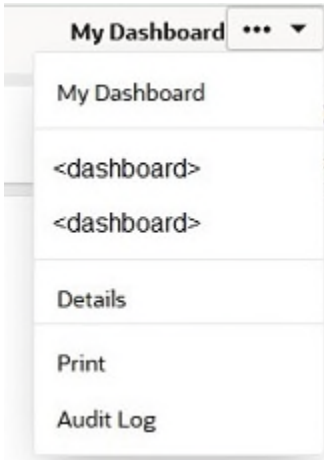 My Dashboard ••• ▼
My Dashboard
<dashboard>
<dashboard>
Details
Print
Audit Log